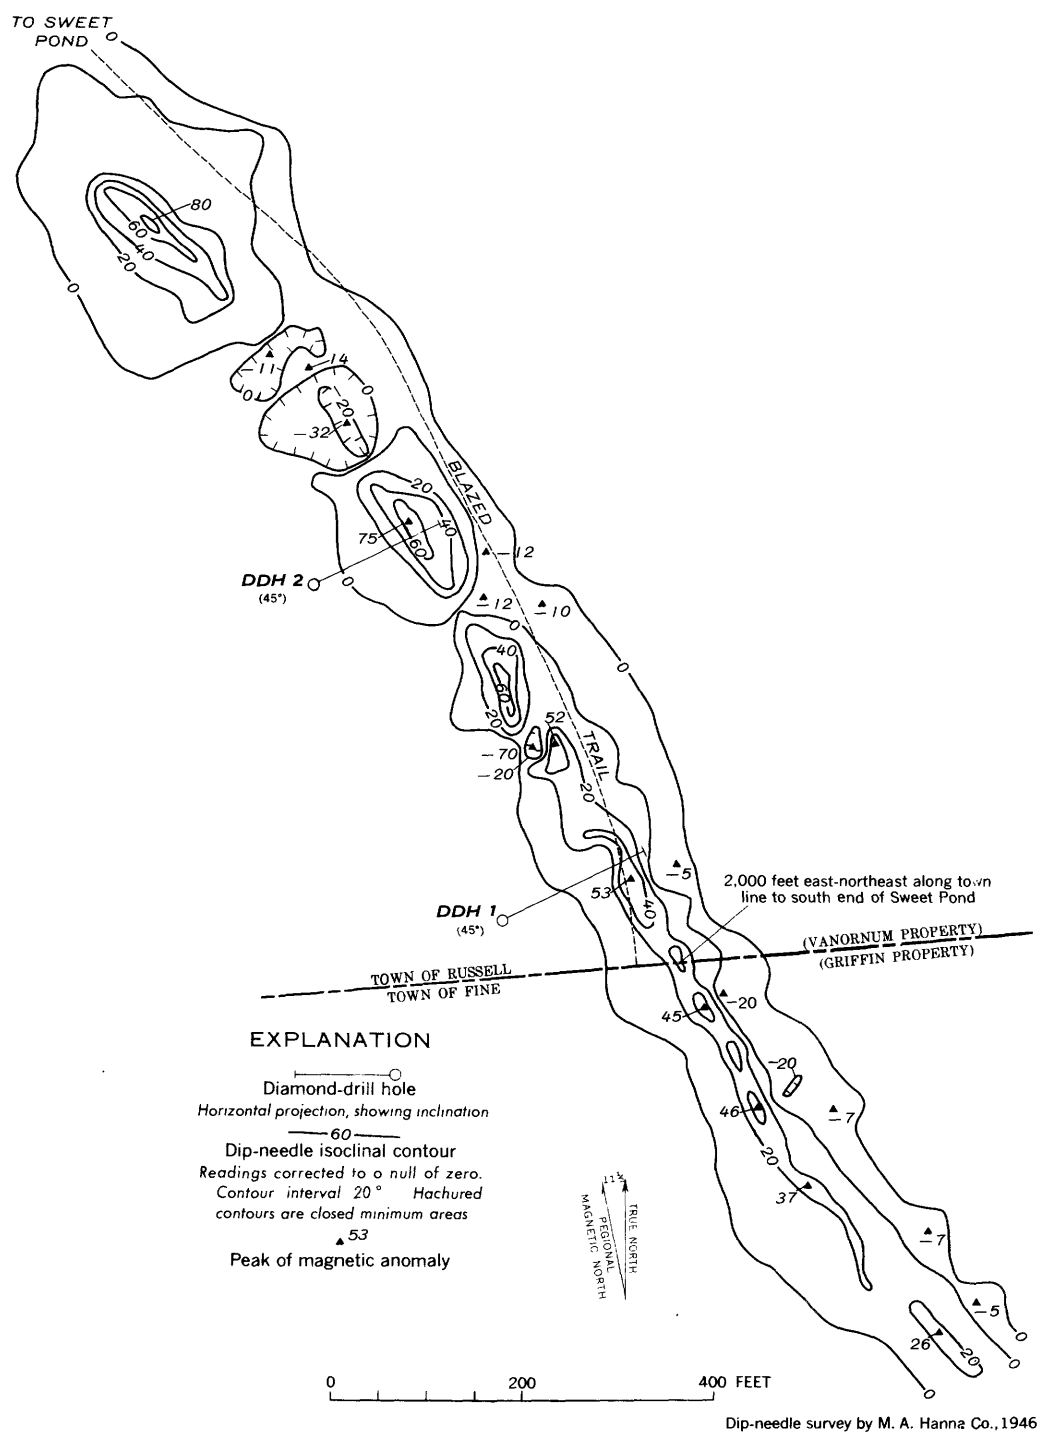 TO SWEET
POND
0
80
60
40
20
0
-11
14
0
0
20
-32
20
BLAZED
75
40
60
-12
DDH 2
(45°)
0
-12
-10
0
40
0
60
20
52
-70
-20
TRAIL
20
-5
2,000 feet east-northeast along town
line to south end of Sweet Pond
53
40
DDH 1
(45°)
(VANORNUM PROPERTY)
(GRIFFIN PROPERTY)
TOWN OF RUSSELL
TOWN OF FINE
-20
45
EXPLANATION
-20
Diamond-drill hole
Horizontal projection, showing inclination
46
-7
60
Dip-needle isoclinal contour
20
Readings corrected to a null of zero.
Contour interval 20° Hachured
contours are closed minimum areas
37
53
Peak of magnetic anomaly
TRUE NORTH
REGIONAL
MAGNETIC NORTH
-7
-5
26
20
0
0
0
0 200 400 FEET
Dip-needle survey by M. A. Hanna Co., 1946